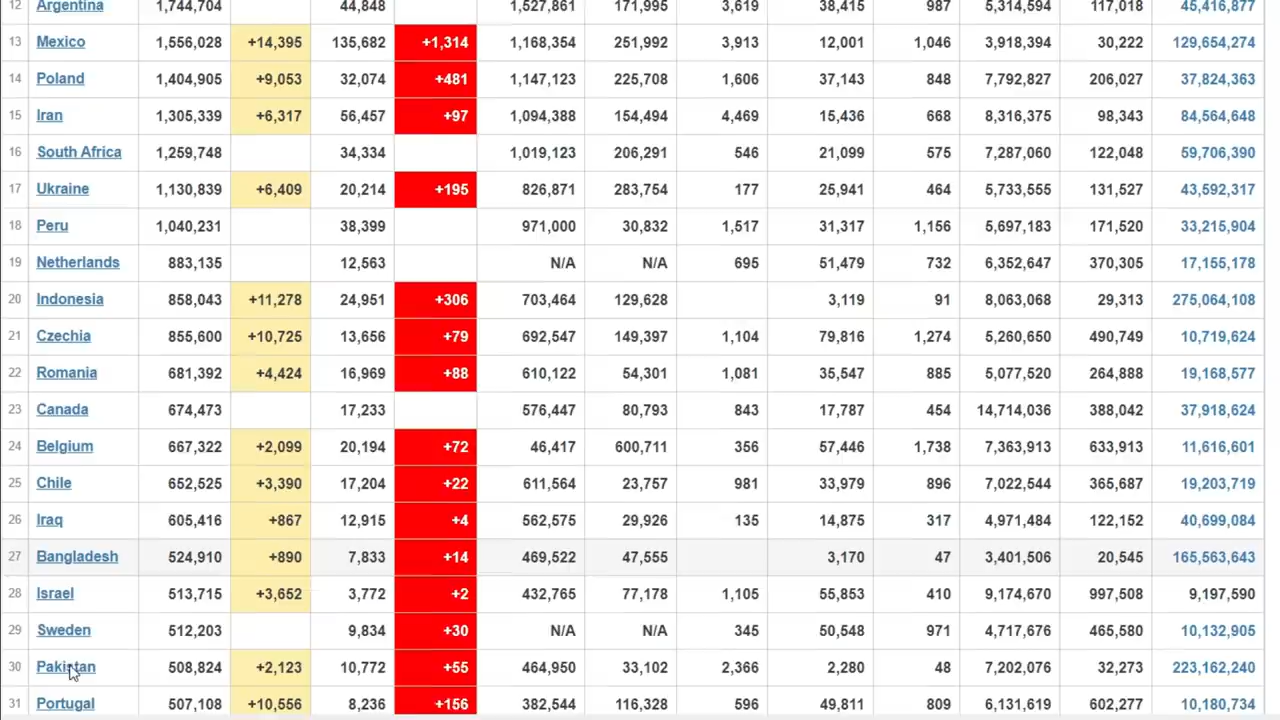 12 Argentina 1,744,704 44,848 1,527,861 171,995 3,619 38,415 987 5,314,594 117,018 45,416,877
13 Mexico 1,556,028 +14,395 135,682 +1,314 1,168,354 251,992 3,913 12,001 1,046 3,918,394 30,222 129,654,274
14 Poland 1,404,905 +9,053 32,074 +481 1,147,123 225,708 1,606 37,143 848 7,792,827 206,027 37,824,363
15 Iran 1,305,339 +6,317 56,457 +97 1,094,388 154,494 4,469 15,436 668 8,316,375 98,343 84,564,648
16 South Africa 1,259,748 34,334 1,019,123 206,291 546 21,099 575 7,287,060 122,048 59,706,390
17 Ukraine 1,130,839 +6,409 20,214 +195 826,871 283,754 177 25,941 464 5,733,555 131,527 43,592,317
18 Peru 1,040,231 38,399 971,000 30,832 1,517 31,317 1,156 5,697,183 171,520 33,215,904
19 Netherlands 883,135 12,563 N/A N/A 695 51,479 732 6,352,647 370,305 17,155,178
20 Indonesia 858,043 +11,278 24,951 +306 703,464 129,628 3,119 91 8,063,068 29,313 275,064,108
21 Czechia 855,600 +10,725 13,656 +79 692,547 149,397 1,104 79,816 1,274 5,260,650 490,749 10,719,624
22 Romania 681,392 +4,424 16,969 +88 610,122 54,301 1,081 35,547 885 5,077,520 264,888 19,168,577
23 Canada 674,473 17,233 576,447 80,793 843 17,787 454 14,714,036 388,042 37,918,624
24 Belgium 667,322 +2,099 20,194 +72 46,417 600,711 356 57,446 1,738 7,363,913 633,913 11,616,601
25 Chile 652,525 +3,390 17,204 +22 611,564 23,757 981 33,979 896 7,022,544 365,687 19,203,719
26 Iraq 605,416 +867 12,915 +4 562,575 29,926 135 14,875 317 4,971,484 122,152 40,699,084
27 Bangladesh 524,910 +890 7,833 +14 469,522 47,555 3,170 47 3,401,506 20,545 165,563,643
28 Israel 513,715 +3,652 3,772 +2 432,765 77,178 1,105 55,853 410 9,174,670 997,508 9,197,590
29 Sweden 512,203 9,834 +30 N/A N/A 345 50,548 971 4,717,676 465,580 10,132,905
30 Pakistan 508,824 +2,123 10,772 +55 464,950 33,102 2,366 2,280 48 7,202,076 32,273 223,162,240
31 Portugal 507,108 +10,556 8,236 +156 382,544 116,328 596 49,811 809 6,131,619 602,277 10,180,734